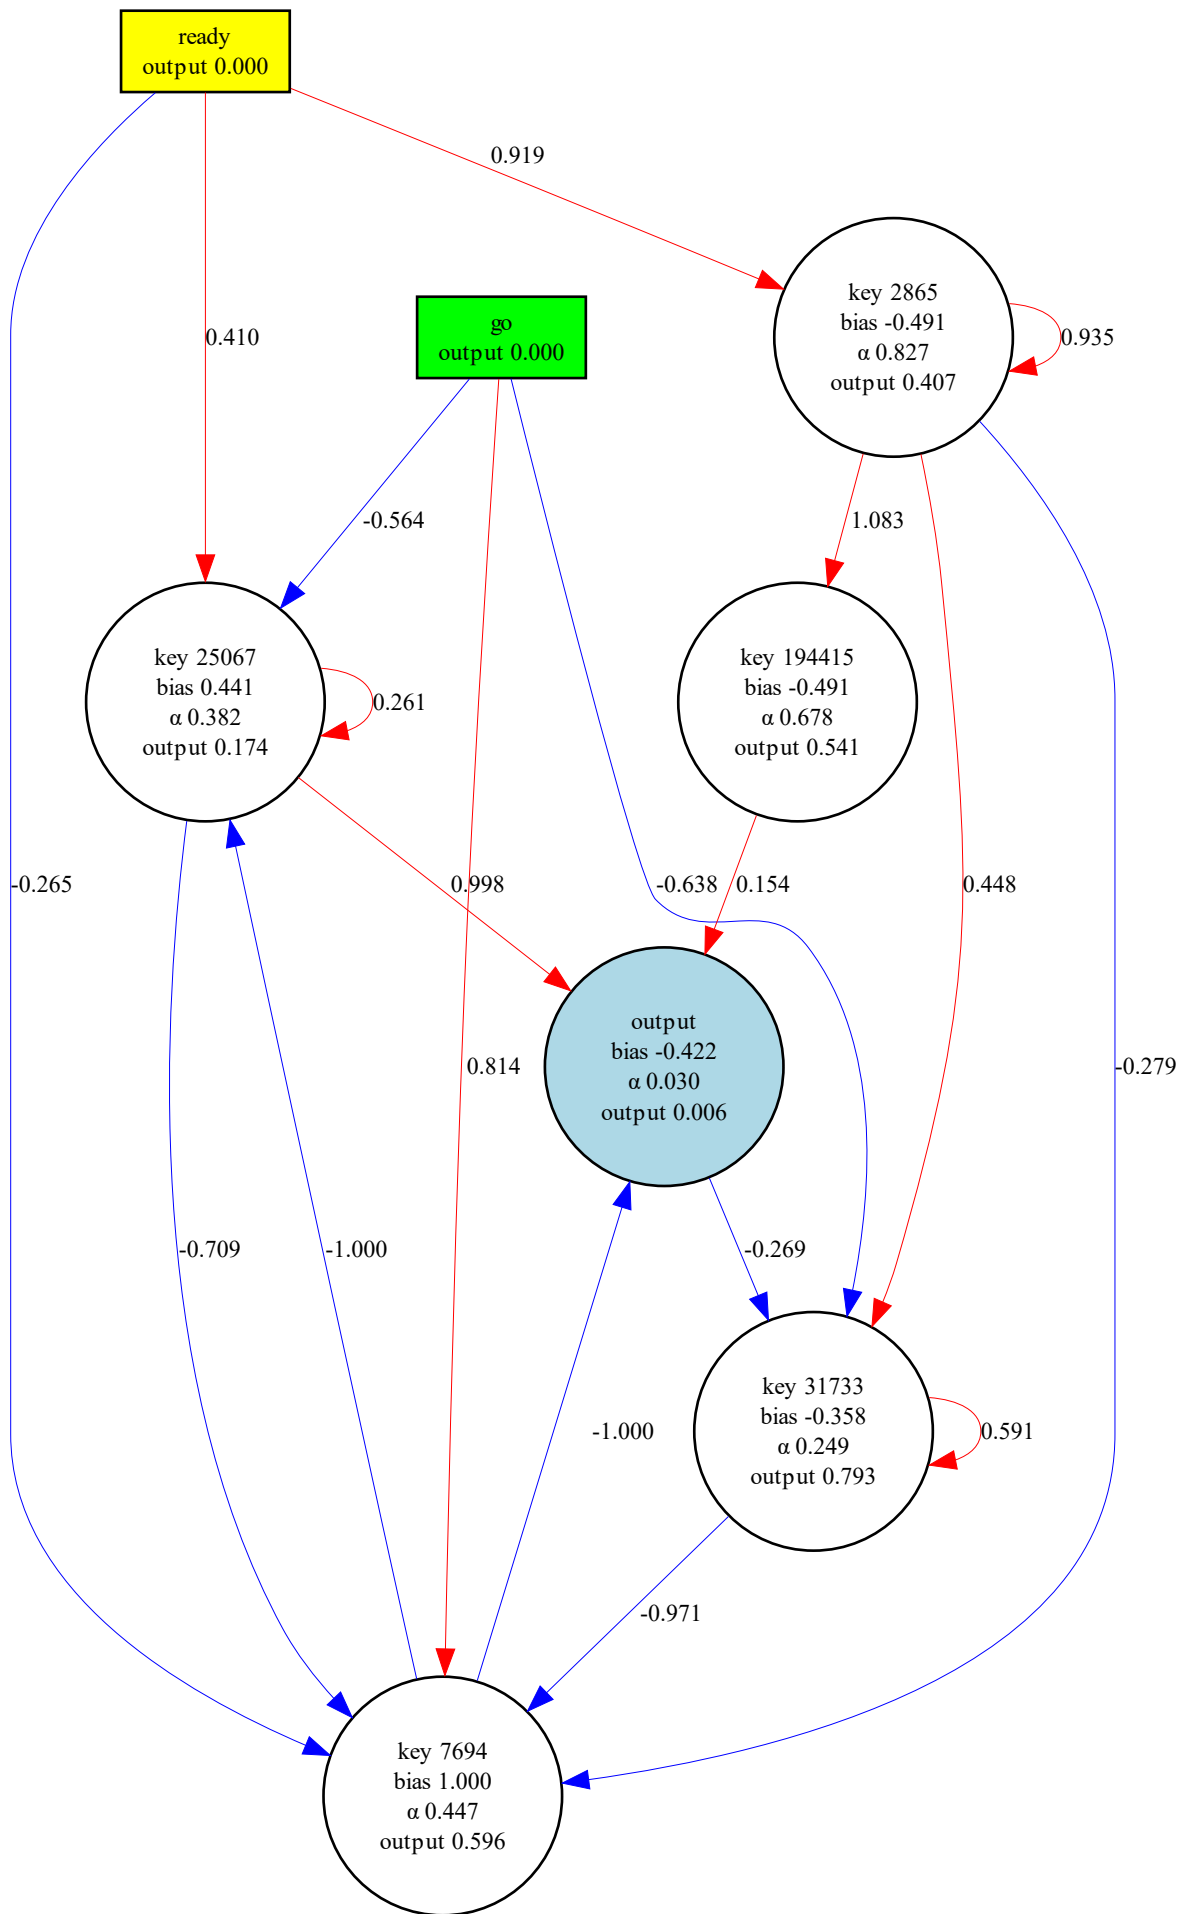 ready
output 0.000
0.919
key 2865
bias -0.491
α 0.827
output 0.407
0.935
go
output 0.000
0.410
-0.564
1.083
key 25067
bias 0.441
α 0.382
output 0.174
0.261
key 194415
bias -0.491
α 0.678
output 0.541
-0.265
0.998
-0.638
0.154
0.448
output
bias -0.422
α 0.030
output 0.006
0.814
-0.279
-0.709
-1.000
-0.269
key 31733
bias -0.358
α 0.249
output 0.793
-1.000
0.591
-0.971
key 7694
bias 1.000
α 0.447
output 0.596